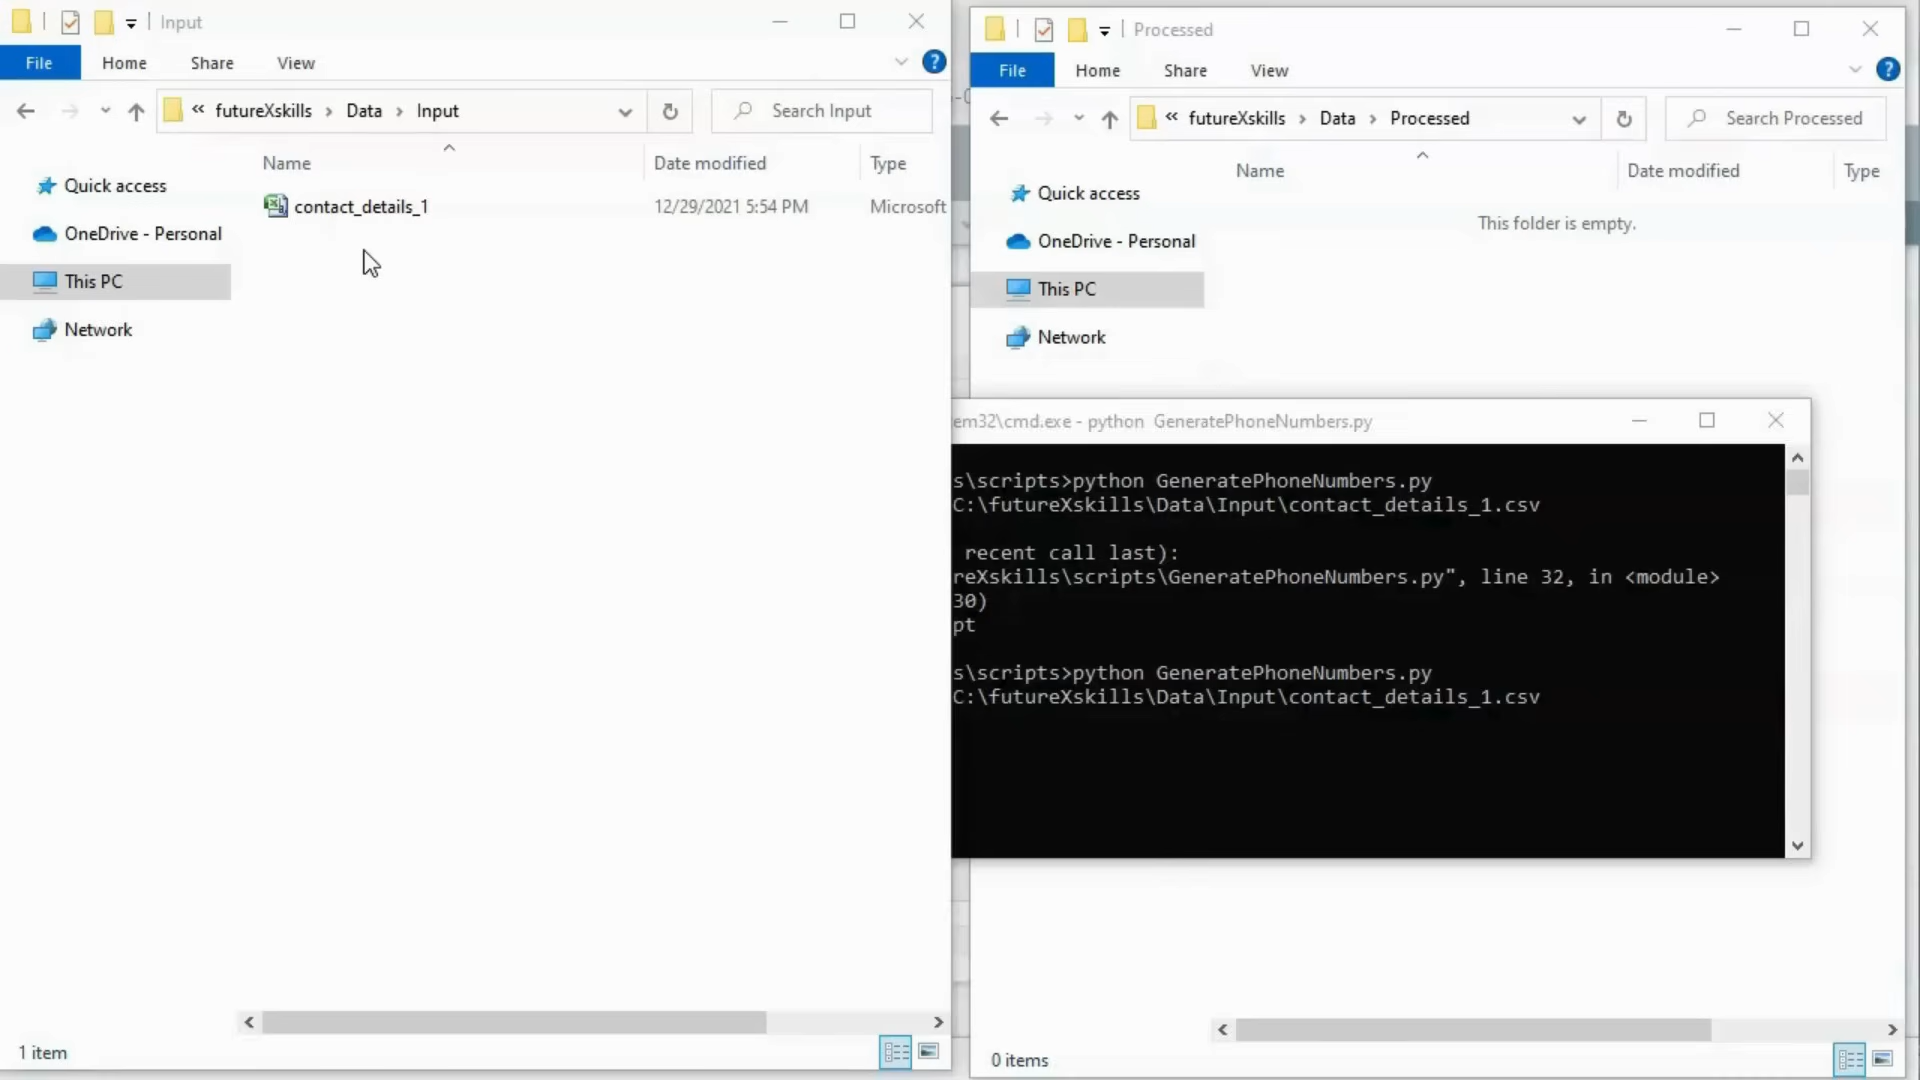 Input
File Home Share View
futureXskills > Data > Input
Search Input
Name Date modified Type
Quick access
contact_details_1 12/29/2021 5:54 PM Microsoft
OneDrive - Personal
This PC
Network
1 item
Processed
File Home Share View
futureXskills > Data > Processed
Search Processed
Name Date modified Type
Quick access
This folder is empty.
OneDrive - Personal
This PC
Network
em32\cmd.exe - python GeneratePhoneNumbers.py
s\scripts>python GeneratePhoneNumbers.py
C:\futureXskills\Data\Input\contact_details_1.csv
recent call last):
reXskills\scripts\GeneratePhoneNumbers.py", line 32, in <module>
30)
pt
s\scripts>python GeneratePhoneNumbers.py
C:\futureXskills\Data\Input\contact_details_1.csv
0 items